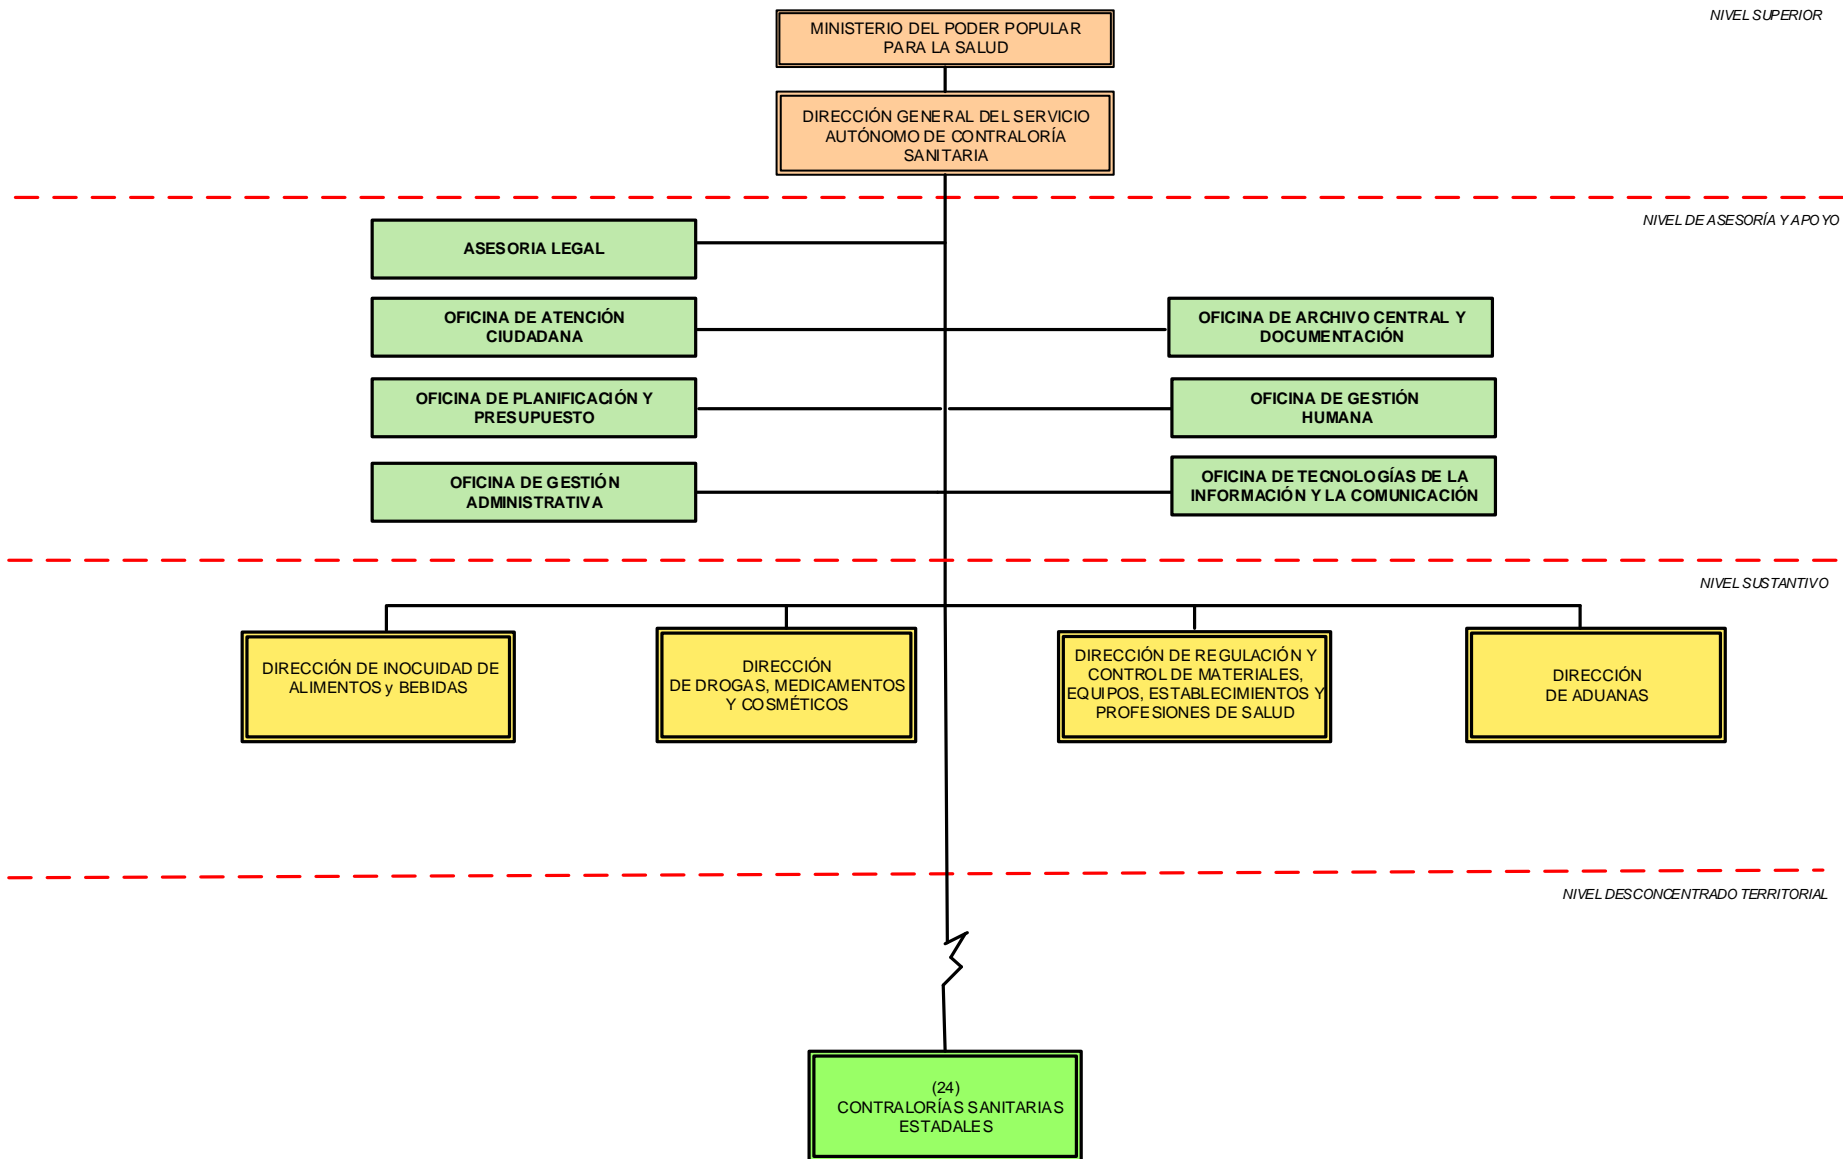 NIVEL SUPERIOR
MINISTERIO DEL PODER POPULAR
PARA LA SALUD
DIRECCIÓN GENERAL DEL SERVICIO
AUTÓNOMO DE CONTRALORÍA
SANITARIA
NIVEL DE ASESORÍA Y APOYO
ASESORIA LEGAL
OFICINA DE ATENCIÓN
CIUDADANA
OFICINA DE ARCHIVO CENTRAL Y
DOCUMENTACIÓN
OFICINA DE PLANIFICACIÓN Y
PRESUPUESTO
OFICINA DE GESTIÓN
HUMANA
OFICINA DE GESTIÓN
ADMINISTRATIVA
OFICINA DE TECNOLOGÍAS DE LA
INFORMACIÓN Y LA COMUNICACIÓN
NIVEL SUSTANTIVO
DIRECCIÓN DE INOCUIDAD DE
ALIMENTOS y BEBIDAS
DIRECCIÓN
DE DROGAS, MEDICAMENTOS
Y COSMÉTICOS
DIRECCIÓN DE REGULACIÓN Y
CONTROL DE MATERIALES,
EQUIPOS, ESTABLECIMIENTOS Y
PROFESIONES DE SALUD
DIRECCIÓN
DE ADUANAS
NIVEL DESCONCENTRADO TERRITORIAL
(24)
CONTRALORÍAS SANITARIAS
ESTADALES